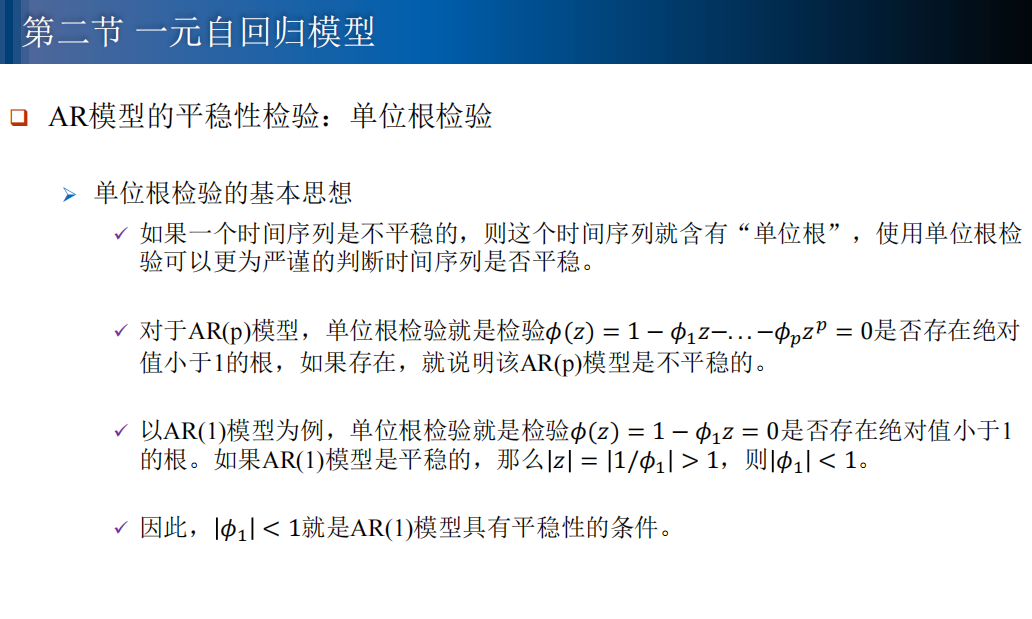 第二节 一元自回归模型
AR模型的平稳性检验：单位根检验
单位根检验的基本思想
如果一个时间序列是不平稳的，则这个时间序列就含有“单位根”，使用单位根检
验可以更为严谨的判断时间序列是否平稳。
对于AR(p)模型，单位根检验就是检验𝜙(𝑧) = 1 − 𝜙₁𝑧−...−𝜙ₚ𝑧ᵖ = 0是否存在绝对
值小于1的根，如果存在，就说明该AR(p)模型是不平稳的。
以AR(1)模型为例，单位根检验就是检验𝜙(𝑧) = 1 − 𝜙₁𝑧 = 0是否存在绝对值小于1
的根。如果AR(1)模型是平稳的，那么|𝑧| = |1/𝜙₁| > 1，则|𝜙₁| < 1。
因此，|𝜙₁| < 1就是AR(1)模型具有平稳性的条件。